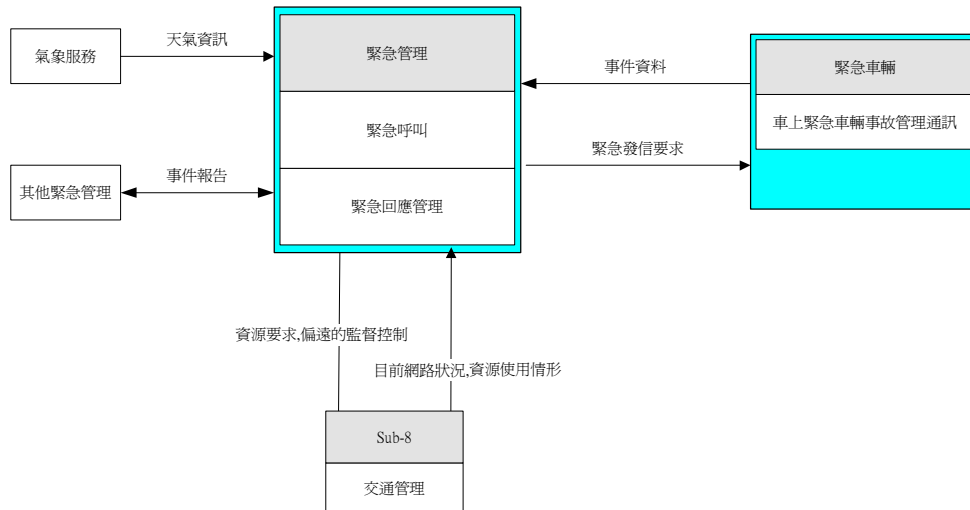 氣象服務
天氣資訊
緊急管理
緊急呼叫
緊急回應管理
事件資料
緊急發信要求
緊急車輛
車上緊急車輛事故管理通訊
其他緊急管理
事件報告
資源要求,偏遠的監督控制
目前網路狀況,資源使用情形
Sub-8
交通管理